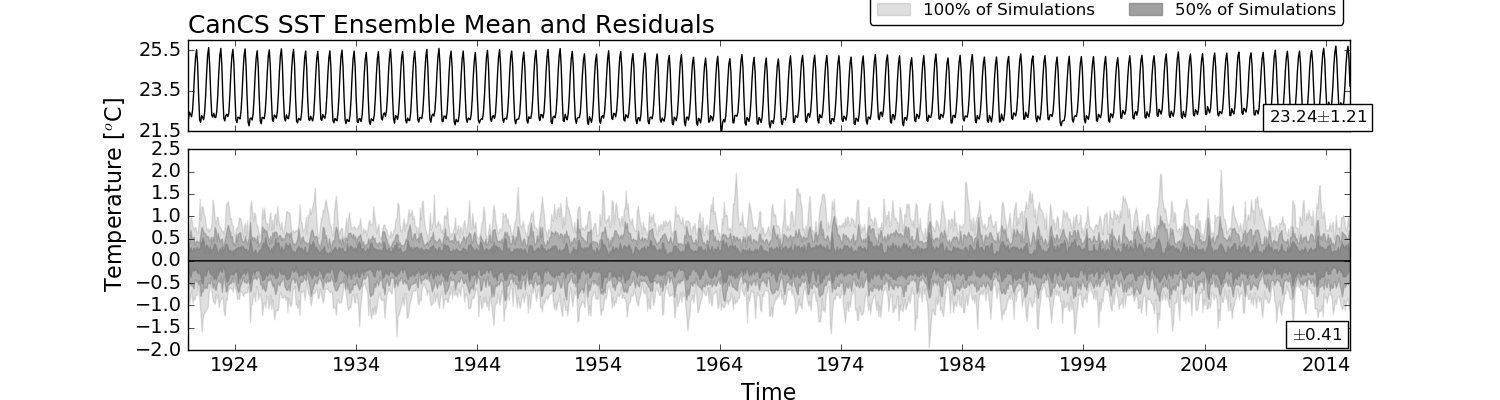 CanCS SST Ensemble Mean and Residuals
100% of Simulations
50% of Simulations
25.5
23.5
21.5
23.24±1.21
Temperature [°C]
2.5
2.0
1.5
1.0
0.5
0.0
−0.5
−1.0
−1.5
−2.0
±0.41
1924 1934 1944 1954 1964 1974 1984 1994 2004 2014
Time